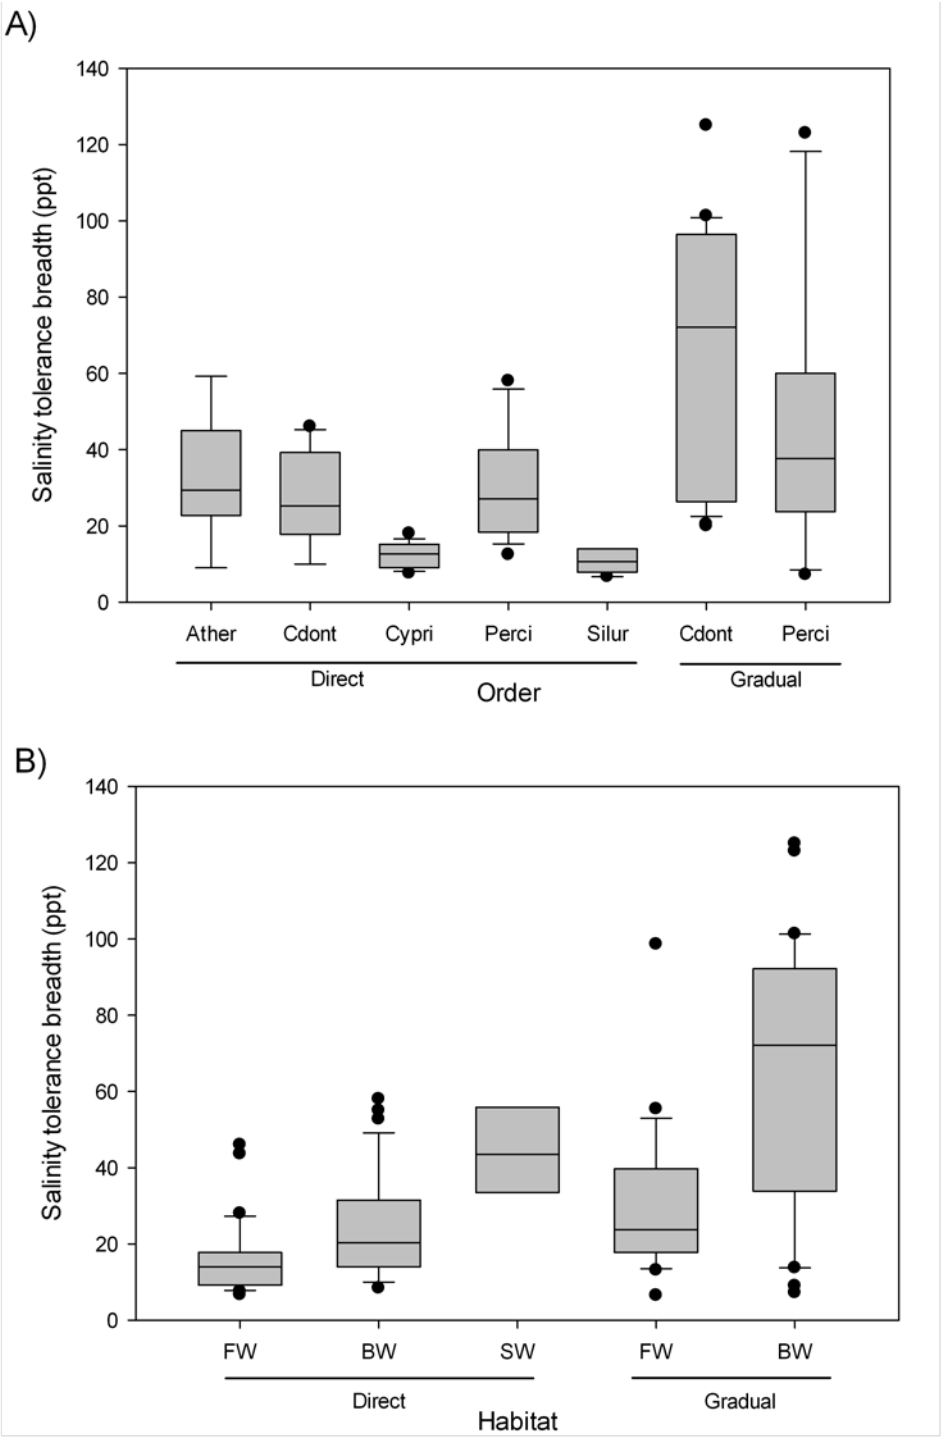 A)
140
120
100
80
60
40
20
0
Salinity tolerance breadth (ppt)
Ather Cdont Cypri Perci Silur Cdont Perci
Direct Gradual
Order
B)
140
120
100
80
60
40
20
0
Salinity tolerance breadth (ppt)
FW BW SW FW BW
Direct Gradual
Habitat